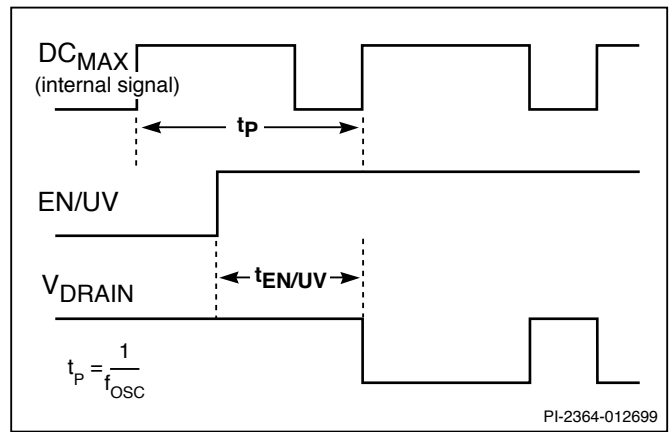 DCMAX
(internal signal)
tP
EN/UV
tEN/UV
VDRAIN
tP = 1/fOSC
PI-2364-012699